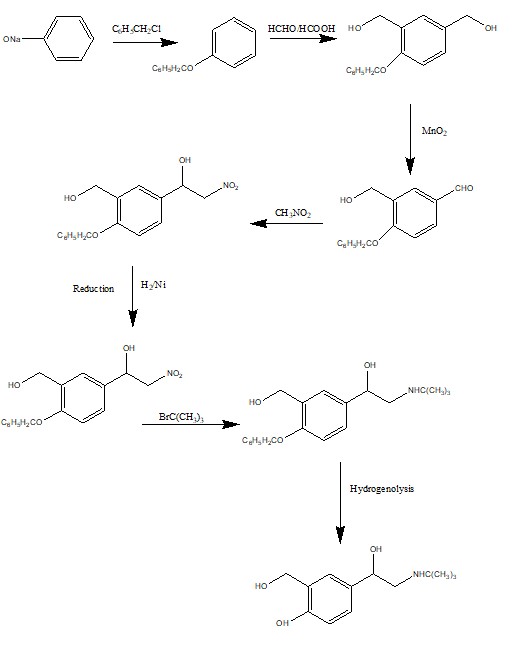 ONa
C₆H₅CH₂Cl
C₆H₅H₂CO
HCHO/HCOOH
HO
OH
C₆H₅H₂CO
MnO₂
HO
CHO
C₆H₅H₂CO
CH₃NO₂
OH
NO₂
HO
C₆H₅H₂CO
Reduction
H₂/Ni
OH
NO₂
HO
C₆H₅H₂CO
BrC(CH₃)₃
OH
NHC(CH₃)₃
HO
C₆H₅H₂CO
Hydrogenolysis
OH
NHC(CH₃)₃
HO
OH